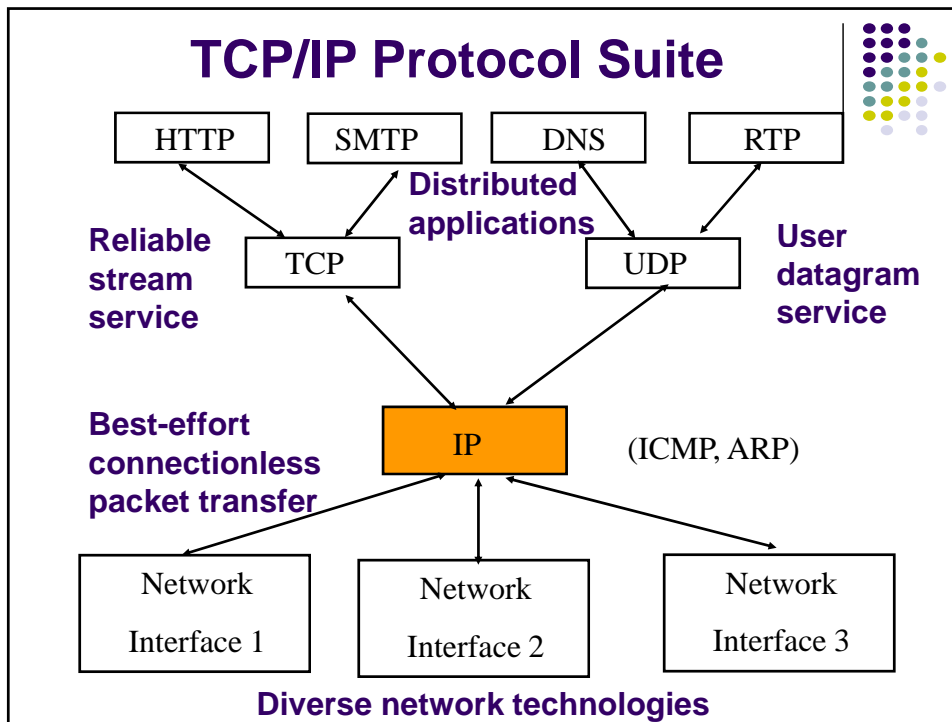 TCP/IP Protocol Suite
HTTP
SMTP
DNS
RTP
Distributed
applications
Reliable
stream
service
TCP
UDP
User
datagram
service
Best-effort
connectionless
packet transfer
IP
(ICMP, ARP)
Network
Interface 1
Network
Interface 2
Network
Interface 3
Diverse network technologies